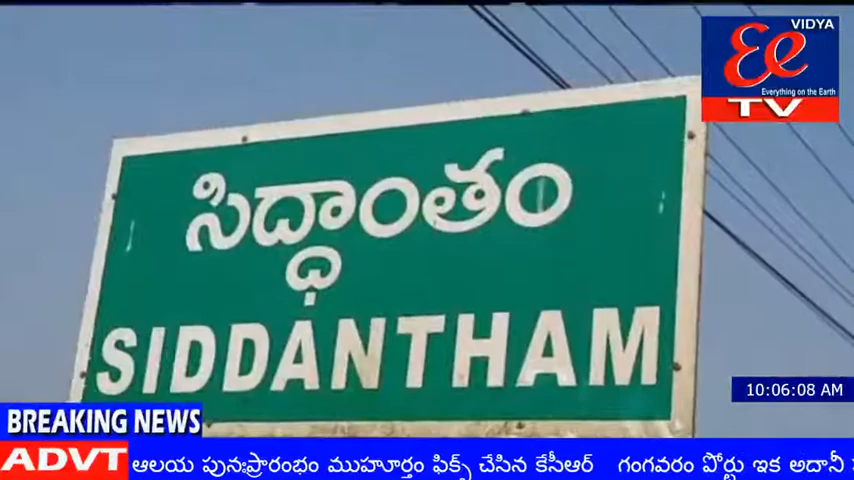 VIDYA
Ee
Everything on the Earth
TV
సిద్ధాంతం
SIDDANTHAM
10:06:08 AM
BREAKING NEWS
ADVT ఆలయ పునఃప్రారంభం ముహూర్తం ఫిక్స్ చేసిన కేసీఆర్ గంగవరం పోర్టు ఇక అదానీ